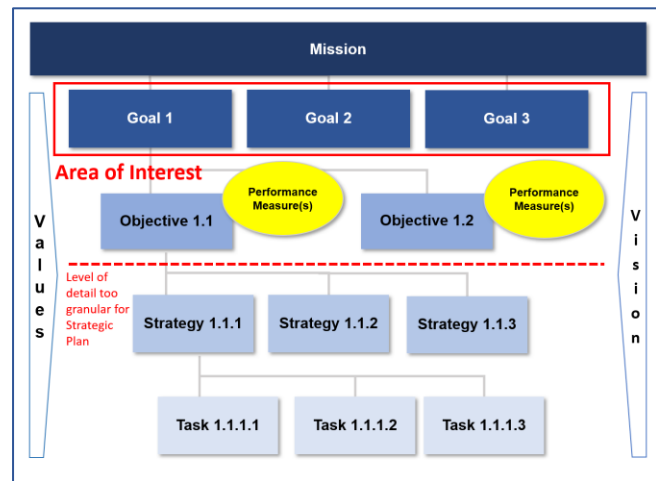 Mission
Goal 1
Goal 2
Goal 3
Area of Interest
Performance
Measure(s)
Performance
Measure(s)
Objective 1.1
Objective 1.2
Values
Vision
Level of
detail too
granular for
Strategic
Plan
Strategy 1.1.1
Strategy 1.1.2
Strategy 1.1.3
Task 1.1.1.1
Task 1.1.1.2
Task 1.1.1.3